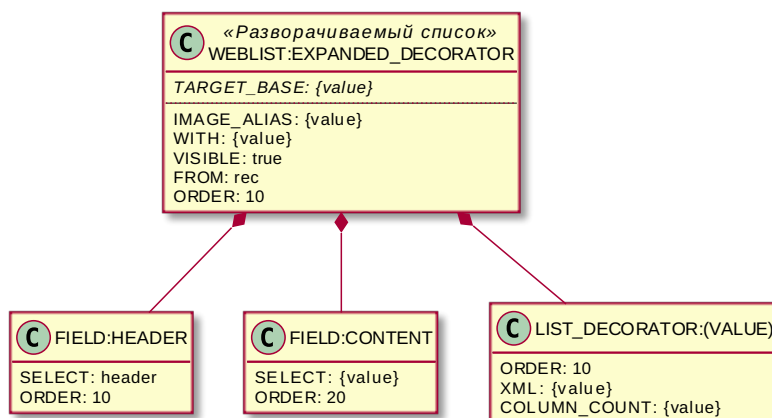 «Разворачиваемый список»
C WEBLIST:EXPANDED_DECORATOR
TARGET_BASE: {value}
IMAGE_ALIAS: {value}
WITH: {value}
VISIBLE: true
FROM: rec
ORDER: 10
C FIELD:HEADER
SELECT: header
ORDER: 10
C FIELD:CONTENT
SELECT: {value}
ORDER: 20
C LIST_DECORATOR:(VALUE)
ORDER: 10
XML: {value}
COLUMN_COUNT: {value}